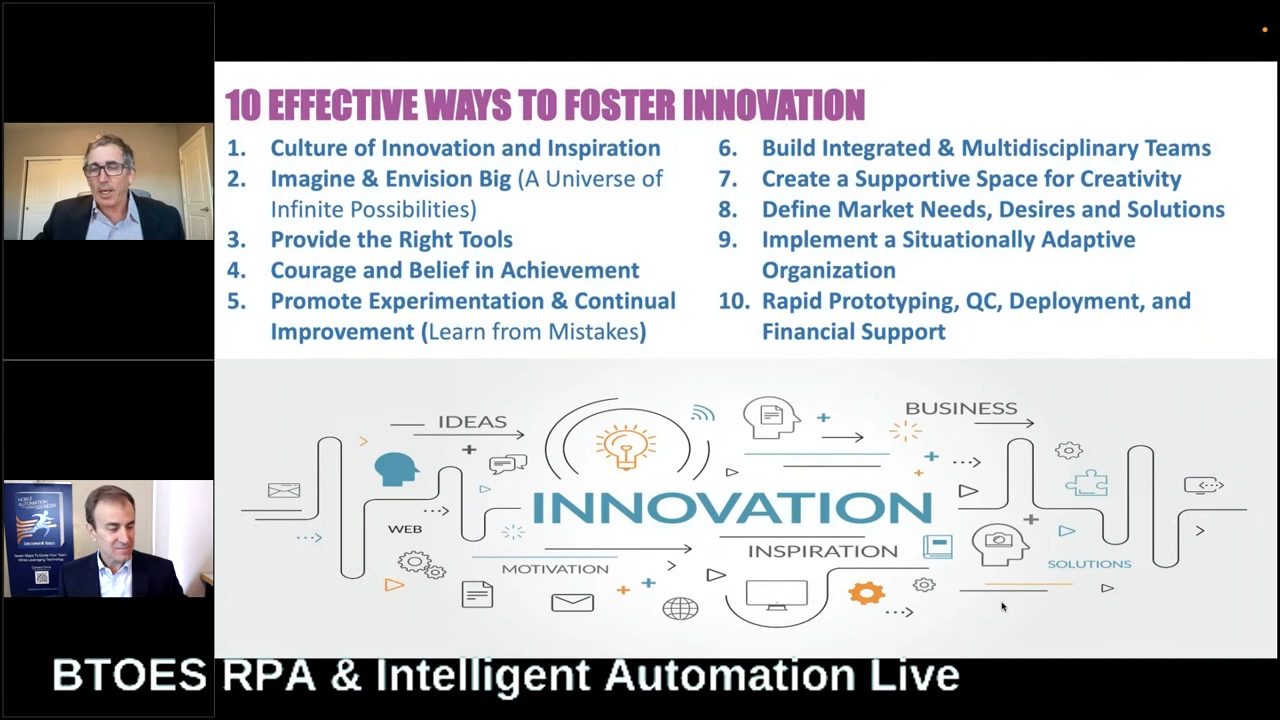 10 EFFECTIVE WAYS TO FOSTER INNOVATION
1. Culture of Innovation and Inspiration
2. Imagine & Envision Big (A Universe of
Infinite Possibilities)
3. Provide the Right Tools
4. Courage and Belief in Achievement
5. Promote Experimentation & Continual
Improvement (Learn from Mistakes)
6. Build Integrated & Multidisciplinary Teams
7. Create a Supportive Space for Creativity
8. Define Market Needs, Desires and Solutions
9. Implement a Situationally Adaptive
Organization
10. Rapid Prototyping, QC, Deployment, and
Financial Support
IDEAS
BUSINESS
INNOVATION
WEB
INSPIRATION
MOTIVATION
SOLUTIONS
NOBLE
AUTOMATION
NOW
BTOES RPA & Intelligent Automation Live